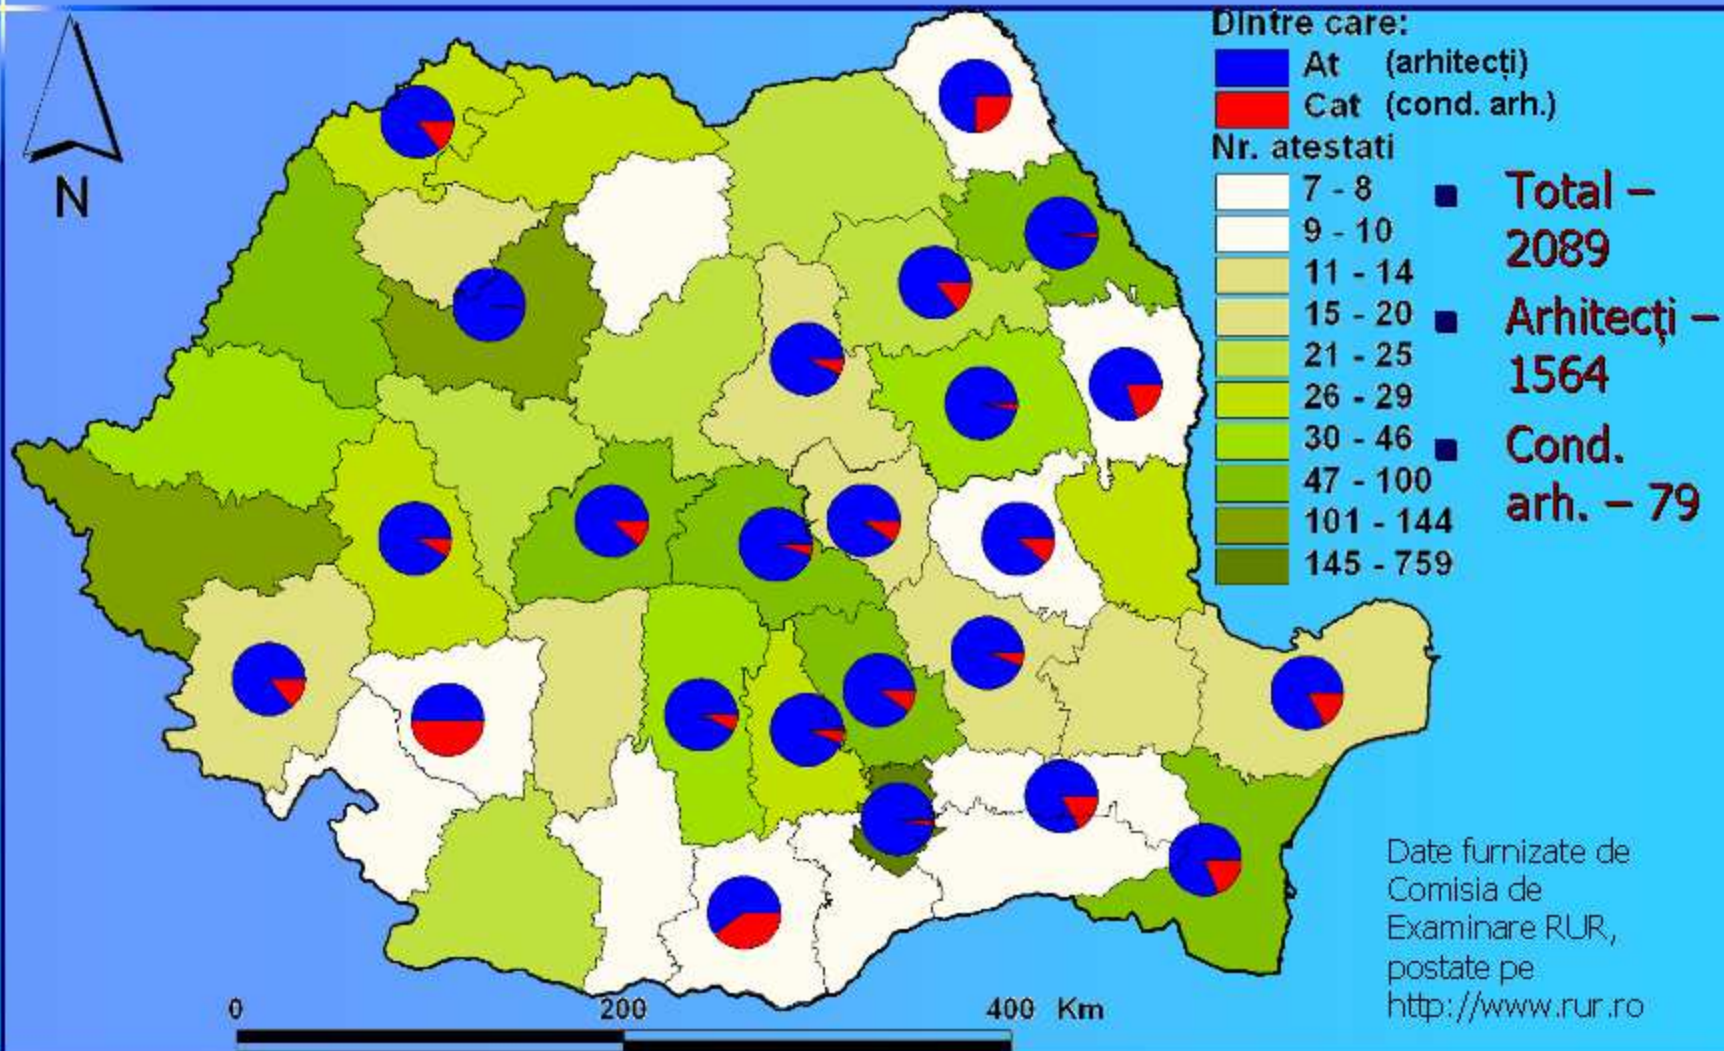 Dintre care:
At (arhitecți)
Cat (cond. arh.)
Nr. atestati
7 - 8
9 - 10
11 - 14
15 - 20
21 - 25
26 - 29
30 - 46
47 - 100
101 - 144
145 - 759
Total –
2089
Arhitecți –
1564
Cond.
arh. – 79
N
Date furnizate de
Comisia de
Examinare RUR,
postate pe
http://www.rur.ro
0 200 400 Km